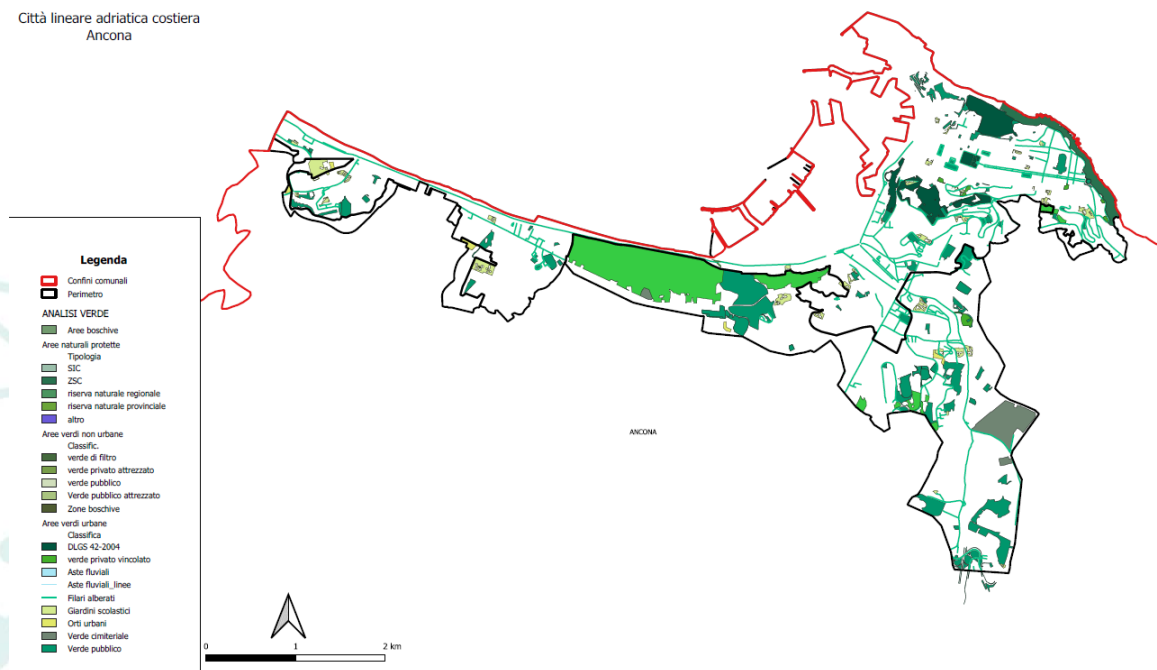 Città lineare adriatica costiera
Ancona
Legenda
Confini comunali
Perimetro
ANALISI VERDE
Aree boschive
Aree naturali protette
Tipologia
SIC
ZSC
riserva naturale regionale
riserva naturale provinciale
altro
Aree verdi non urbane
Classific.
verde di filtro
verde privato attrezzato
verde pubblico
Verde pubblico attrezzato
Zone boschive
Aree verdi urbane
Classifica
DLGS 42-2004
verde privato vincolato
Aste fluviali
Aste fluviali_linee
Filari alberati
Giardini scolastici
Orti urbani
Verde cimiteriale
Verde pubblico
ANCONA
0 1 2 km